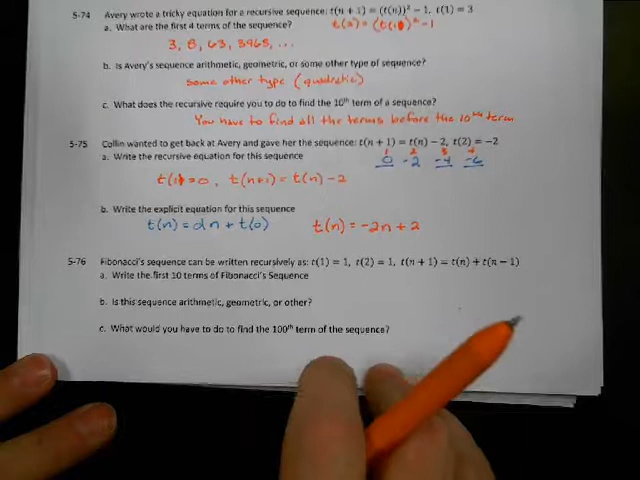 5-74 Avery wrote a tricky equation for a recursive sequence: t(n + 1) = (t(n))² − 1, t(1) = 3
a. What are the first 4 terms of the sequence? t(2) = (t(1))² − 1
3, 8, 63, 3968, ...
b. Is Avery's sequence arithmetic, geometric, or some other type of sequence?
some other type (quadratic)
c. What does the recursive require you to do to find the 10th term of a sequence?
You have to find all the terms before the 10th term
5-75 Collin wanted to get back at Avery and gave her the sequence: t(n + 1) = t(n) − 2, t(2) = −2
a. Write the recursive equation for this sequence
1 2 3 4
0 -2 -4 -6
t(1) = 0, t(n+1) = t(n) − 2
b. Write the explicit equation for this sequence
t(n) = dn + t(0) t(n) = -2n + 2
5-76 Fibonacci's sequence can be written recursively as: t(1) = 1, t(2) = 1, t(n + 1) = t(n) + t(n − 1)
a. Write the first 10 terms of Fibonacci's Sequence
b. Is this sequence arithmetic, geometric, or other?
c. What would you have to do to find the 100th term of the sequence?